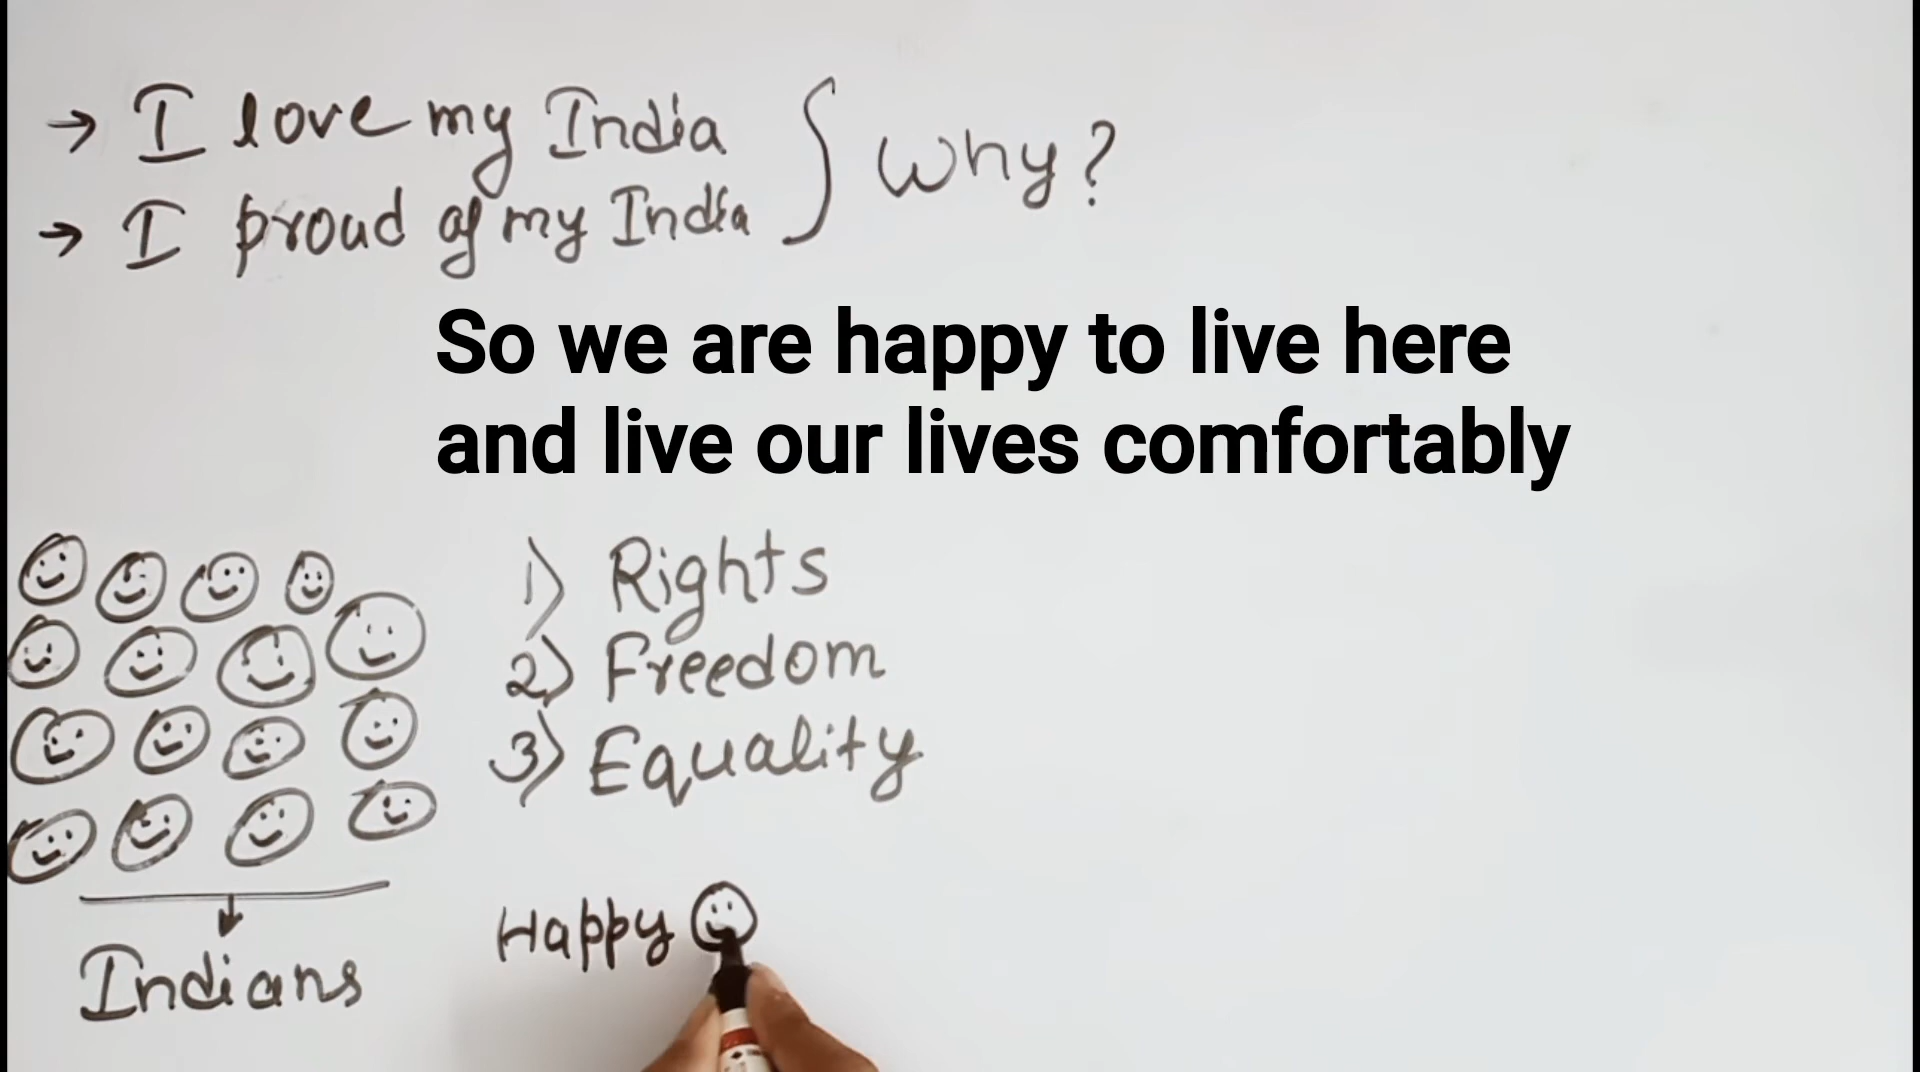 → I love my India
→ I proud of my India
Why?
So we are happy to live here
and live our lives comfortably
1) Rights
2) Freedom
3) Equality
Indians
Happy